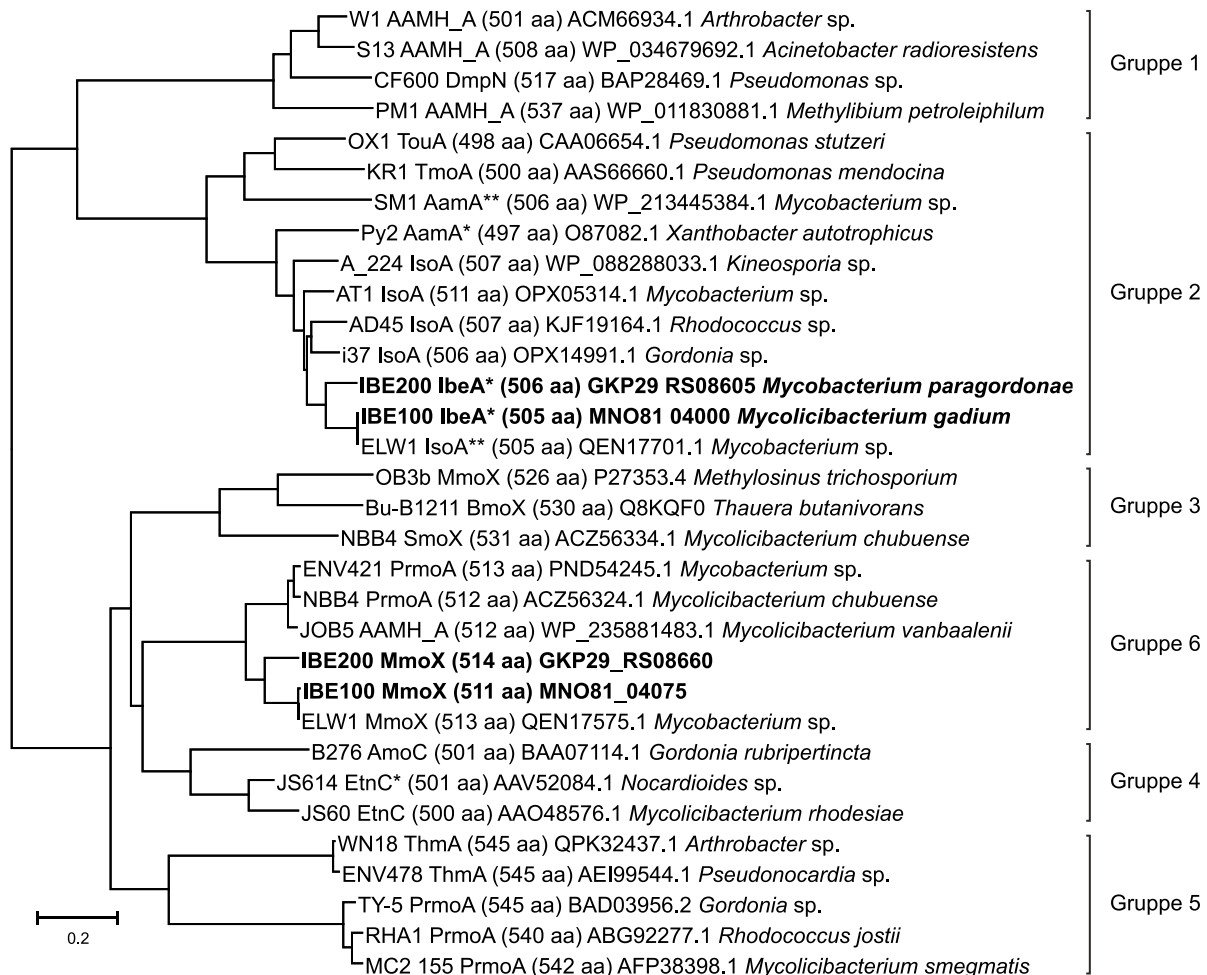 W1 AAMH_A (501 aa) ACM66934.1 Arthrobacter sp.
S13 AAMH_A (508 aa) WP_034679692.1 Acinetobacter radioresistens
CF600 DmpN (517 aa) BAP28469.1 Pseudomonas sp.
PM1 AAMH_A (537 aa) WP_011830881.1 Methylibium petroleiphilum
Gruppe 1
OX1 TouA (498 aa) CAA06654.1 Pseudomonas stutzeri
KR1 TmoA (500 aa) AAS66660.1 Pseudomonas mendocina
SM1 AamA** (506 aa) WP_213445384.1 Mycobacterium sp.
Py2 AamA* (497 aa) O87082.1 Xanthobacter autotrophicus
A_224 IsoA (507 aa) WP_088288033.1 Kineosporia sp.
AT1 IsoA (511 aa) OPX05314.1 Mycobacterium sp.
AD45 IsoA (507 aa) KJF19164.1 Rhodococcus sp.
i37 IsoA (506 aa) OPX14991.1 Gordonia sp.
IBE200 IbeA* (506 aa) GKP29 RS08605 Mycobacterium paragordonae
IBE100 IbeA* (505 aa) MNO81 04000 Mycolicibacterium gadium
ELW1 IsoA** (505 aa) QEN17701.1 Mycobacterium sp.
Gruppe 2
OB3b MmoX (526 aa) P27353.4 Methylosinus trichosporium
Bu-B1211 BmoX (530 aa) Q8KQF0 Thauera butanivorans
NBB4 SmoX (531 aa) ACZ56334.1 Mycolicibacterium chubuense
Gruppe 3
ENV421 PrmoA (513 aa) PND54245.1 Mycobacterium sp.
NBB4 PrmoA (512 aa) ACZ56324.1 Mycolicibacterium chubuense
JOB5 AAMH_A (512 aa) WP_235881483.1 Mycolicibacterium vanbaalenii
IBE200 MmoX (514 aa) GKP29_RS08660
IBE100 MmoX (511 aa) MNO81_04075
ELW1 MmoX (513 aa) QEN17575.1 Mycobacterium sp.
Gruppe 6
B276 AmoC (501 aa) BAA07114.1 Gordonia rubripertincta
JS614 EtnC* (501 aa) AAV52084.1 Nocardioides sp.
JS60 EtnC (500 aa) AAO48576.1 Mycolicibacterium rhodesiae
Gruppe 4
WN18 ThmA (545 aa) QPK32437.1 Arthrobacter sp.
ENV478 ThmA (545 aa) AEI99544.1 Pseudonocardia sp.
TY-5 PrmoA (545 aa) BAD03956.2 Gordonia sp.
RHA1 PrmoA (540 aa) ABG92277.1 Rhodococcus jostii
MC2 155 PrmoA (542 aa) AFP38398.1 Mycolicibacterium smegmatis
Gruppe 5
0.2